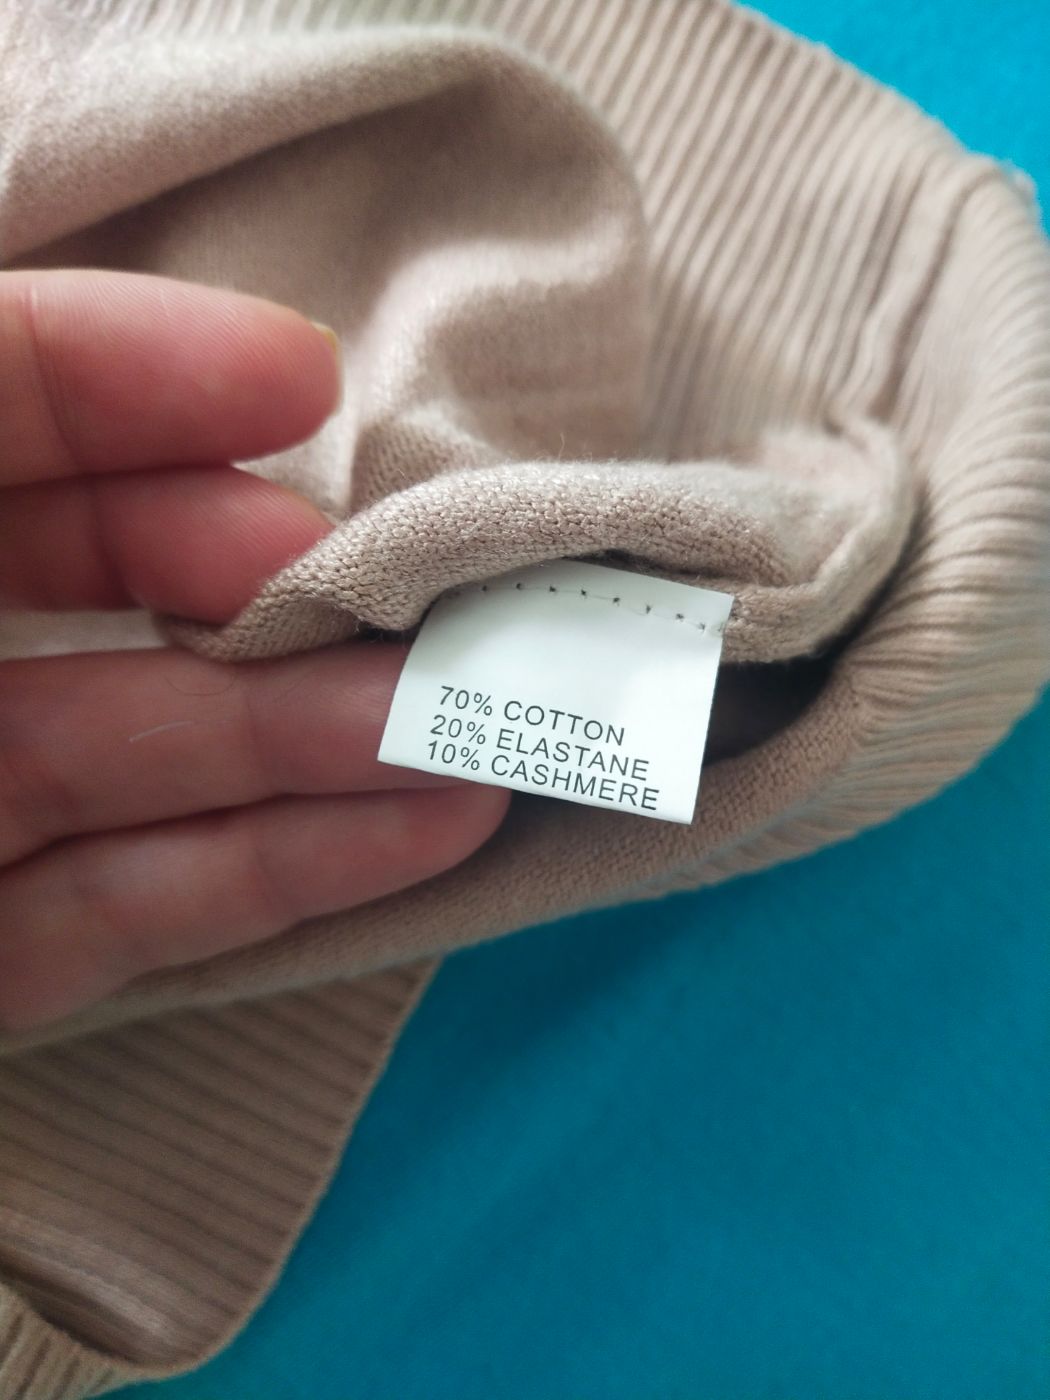 70% COTTON
20% ELASTANE
10% CASHMERE